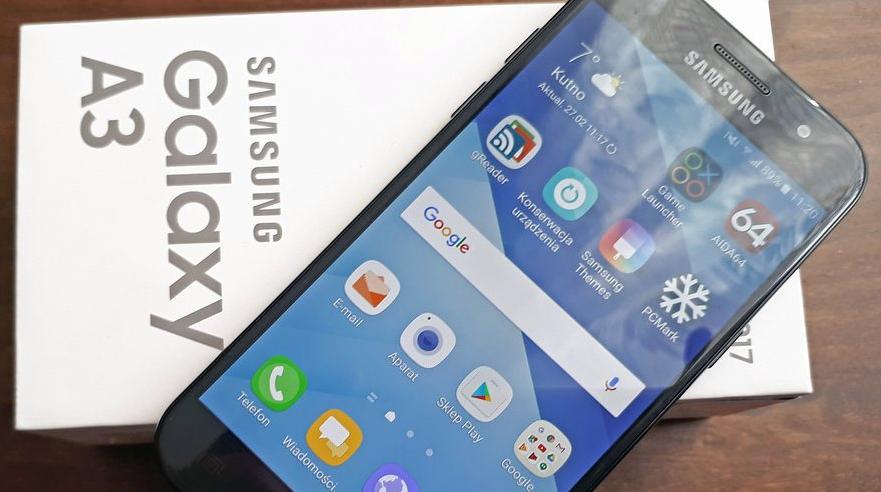 SAMSUNG
Galaxy
A3
SAMSUNG
89% 11:20
7°
Kutno
Aktual. 27.02 11:17
gReader
Konserwacja
urządzenia
Samsung
Themes
Game
Launcher
64
AIDA64
PCMark
Google
E-mail
Aparat
Sklep Play
Google
Telefon
Wiadomości